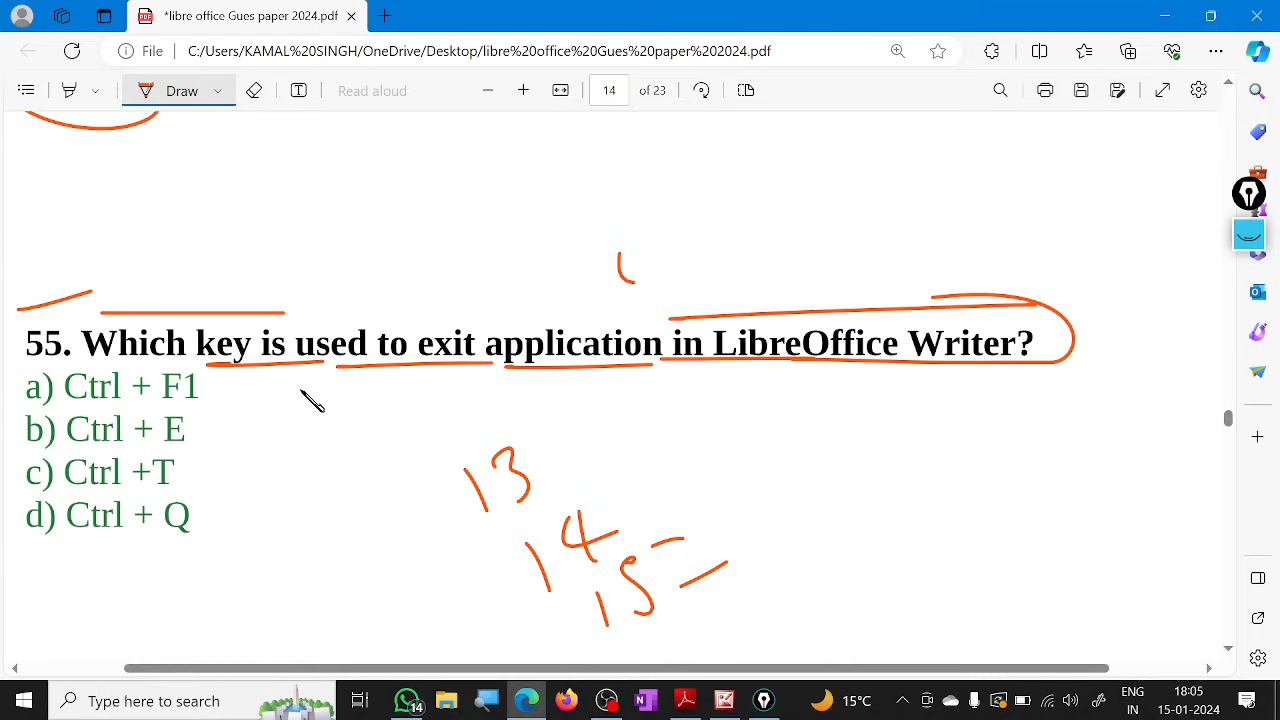 *libre office Gues paper 2024.pdf
File
C:/Users/KAMAL%20SINGH/OneDrive/Desktop/libre%20office%20Gues%20paper%202024.pdf
Draw
Read aloud
14
of 23
55. Which key is used to exit application in LibreOffice Writer?
a) Ctrl + F1
b) Ctrl + E
c) Ctrl +T
d) Ctrl + Q
13
14
15
Type here to search
14
15°C
ENG
IN
18:05
15-01-2024